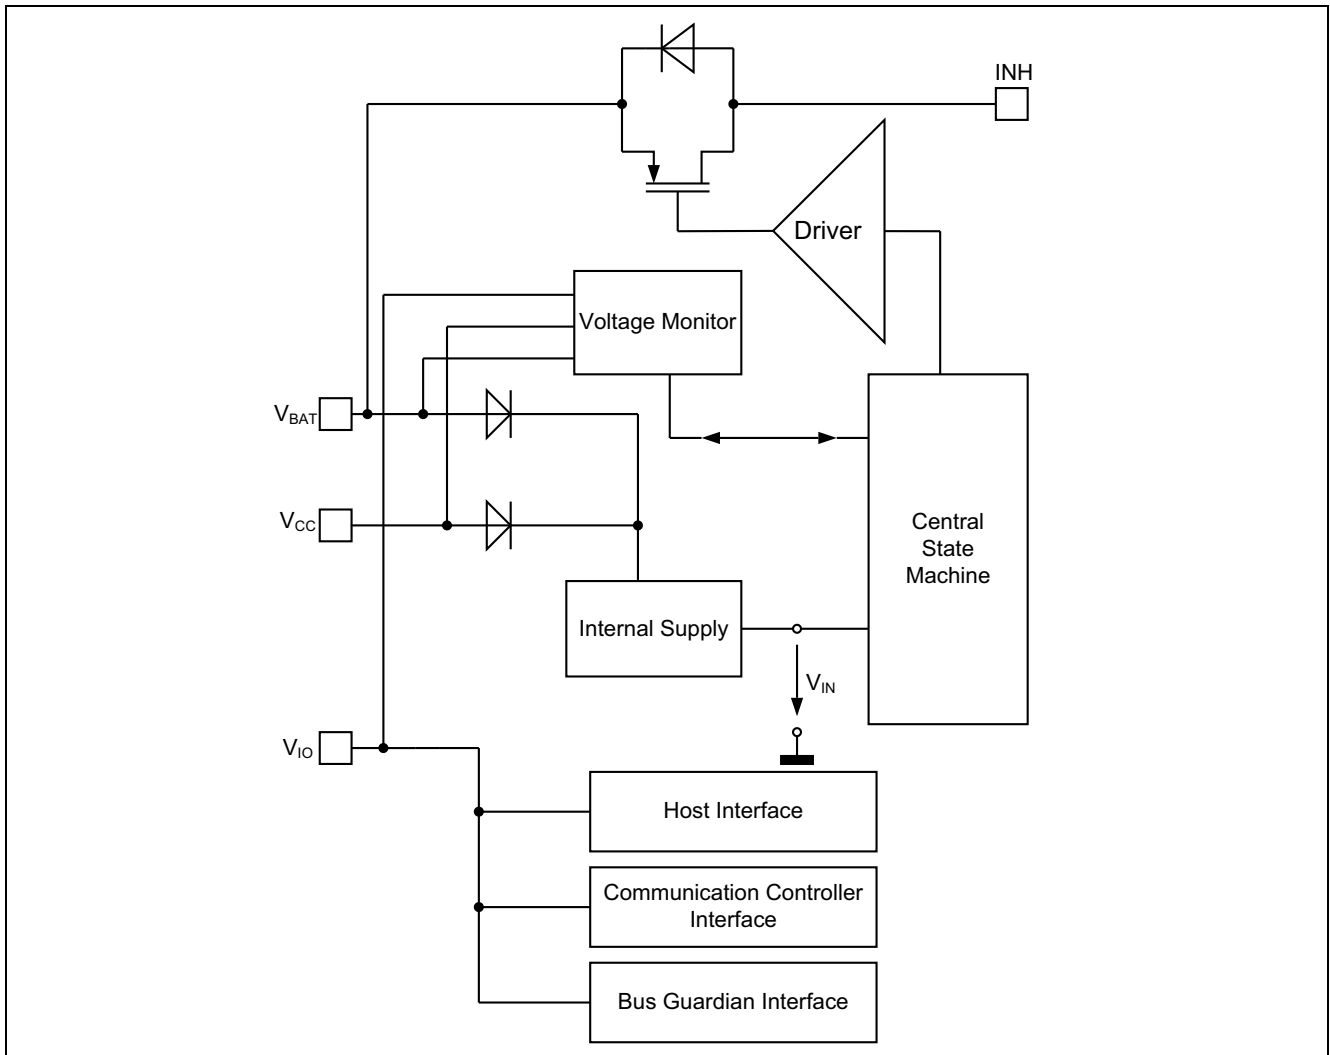 INH
Driver
Voltage Monitor
VBAT
VCC
Central
State
Machine
Internal Supply
VIN
VIO
Host Interface
Communication Controller
Interface
Bus Guardian Interface